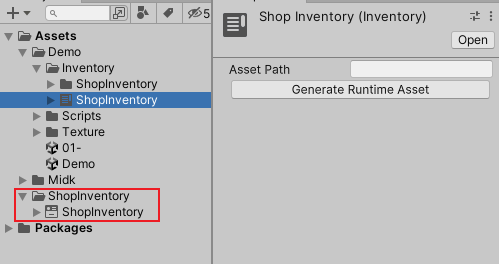 5
Assets
Demo
Inventory
ShopInventory
ShopInventory
Scripts
Texture
01-
Demo
Midk
ShopInventory
ShopInventory
Packages
Shop Inventory (Inventory)
Open
Asset Path
Generate Runtime Asset